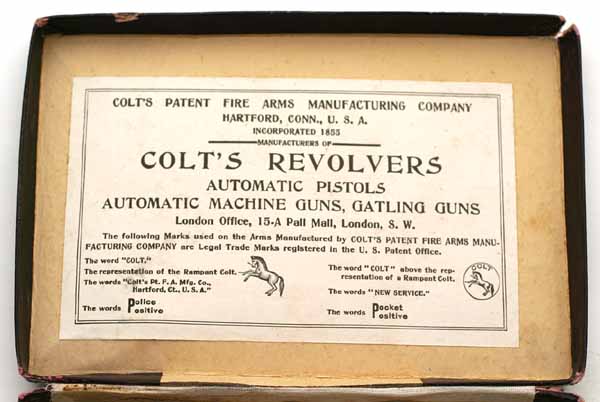 COLT'S PATENT FIRE ARMS MANUFACTURING COMPANY
HARTFORD, CONN., U. S. A.
INCORPORATED 1855
MANUFACTURERS OF
COLT'S REVOLVERS
AUTOMATIC PISTOLS
AUTOMATIC MACHINE GUNS, GATLING GUNS
London Office, 15-A Pall Mall, London, S. W.
The following Marks used on the Arms Manufactured by COLT'S PATENT FIRE ARMS MANU-
FACTURING COMPANY are Legal Trade Marks registered in the U. S. Patent Office.
The word "COLT."
The representation of the Rampant Colt.
The words "Colt's Pt. F. A. Mfg. Co.,
Hartford, Ct., U. S. A."
The words Police Positive
The word "COLT" above the rep-
resentation of a Rampant Colt.
COLT
The words "NEW SERVICE."
The words Pocket Positive